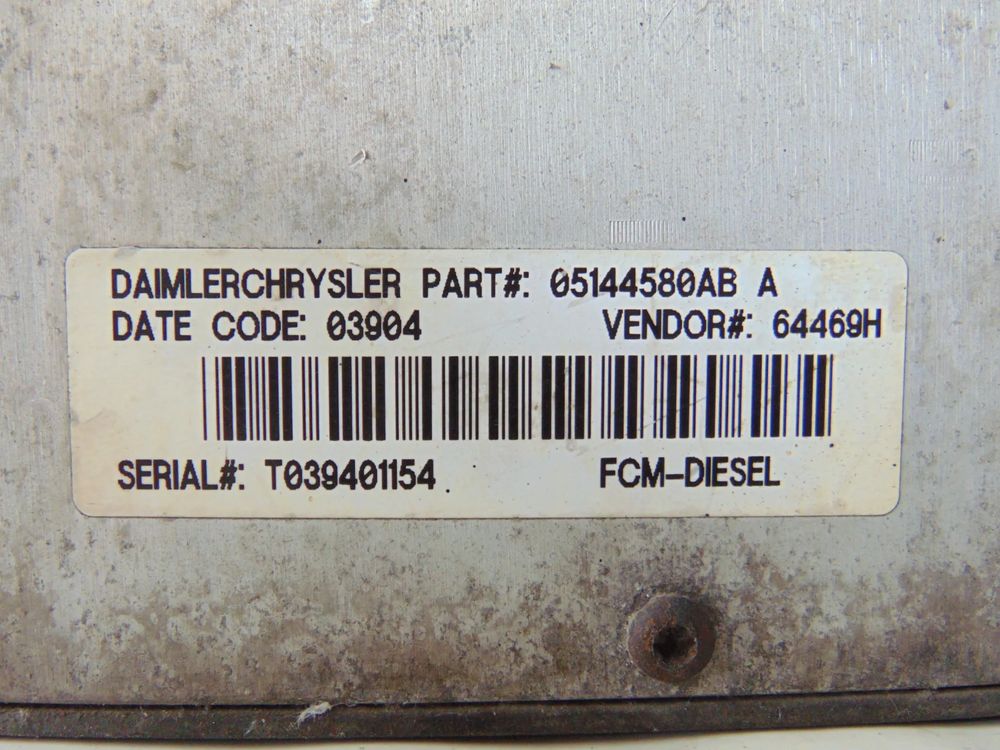 DAIMLERCHRYSLER PART#: 05144580AB A
DATE CODE: 03904 VENDOR#: 64469H
SERIAL#: T039401154 FCM-DIESEL